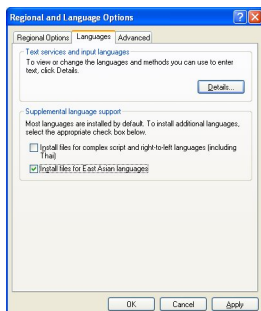 Regional and Language Options
Regional Options Languages Advanced
Text services and input languages
To view or change the languages and methods you can use to enter
text, click Details.
Details...
Supplemental language support
Most languages are installed by default. To install additional languages,
select the appropriate check box below.
Install files for complex script and right-to-left languages (including
Thai)
Install files for East Asian languages
OK Cancel Apply